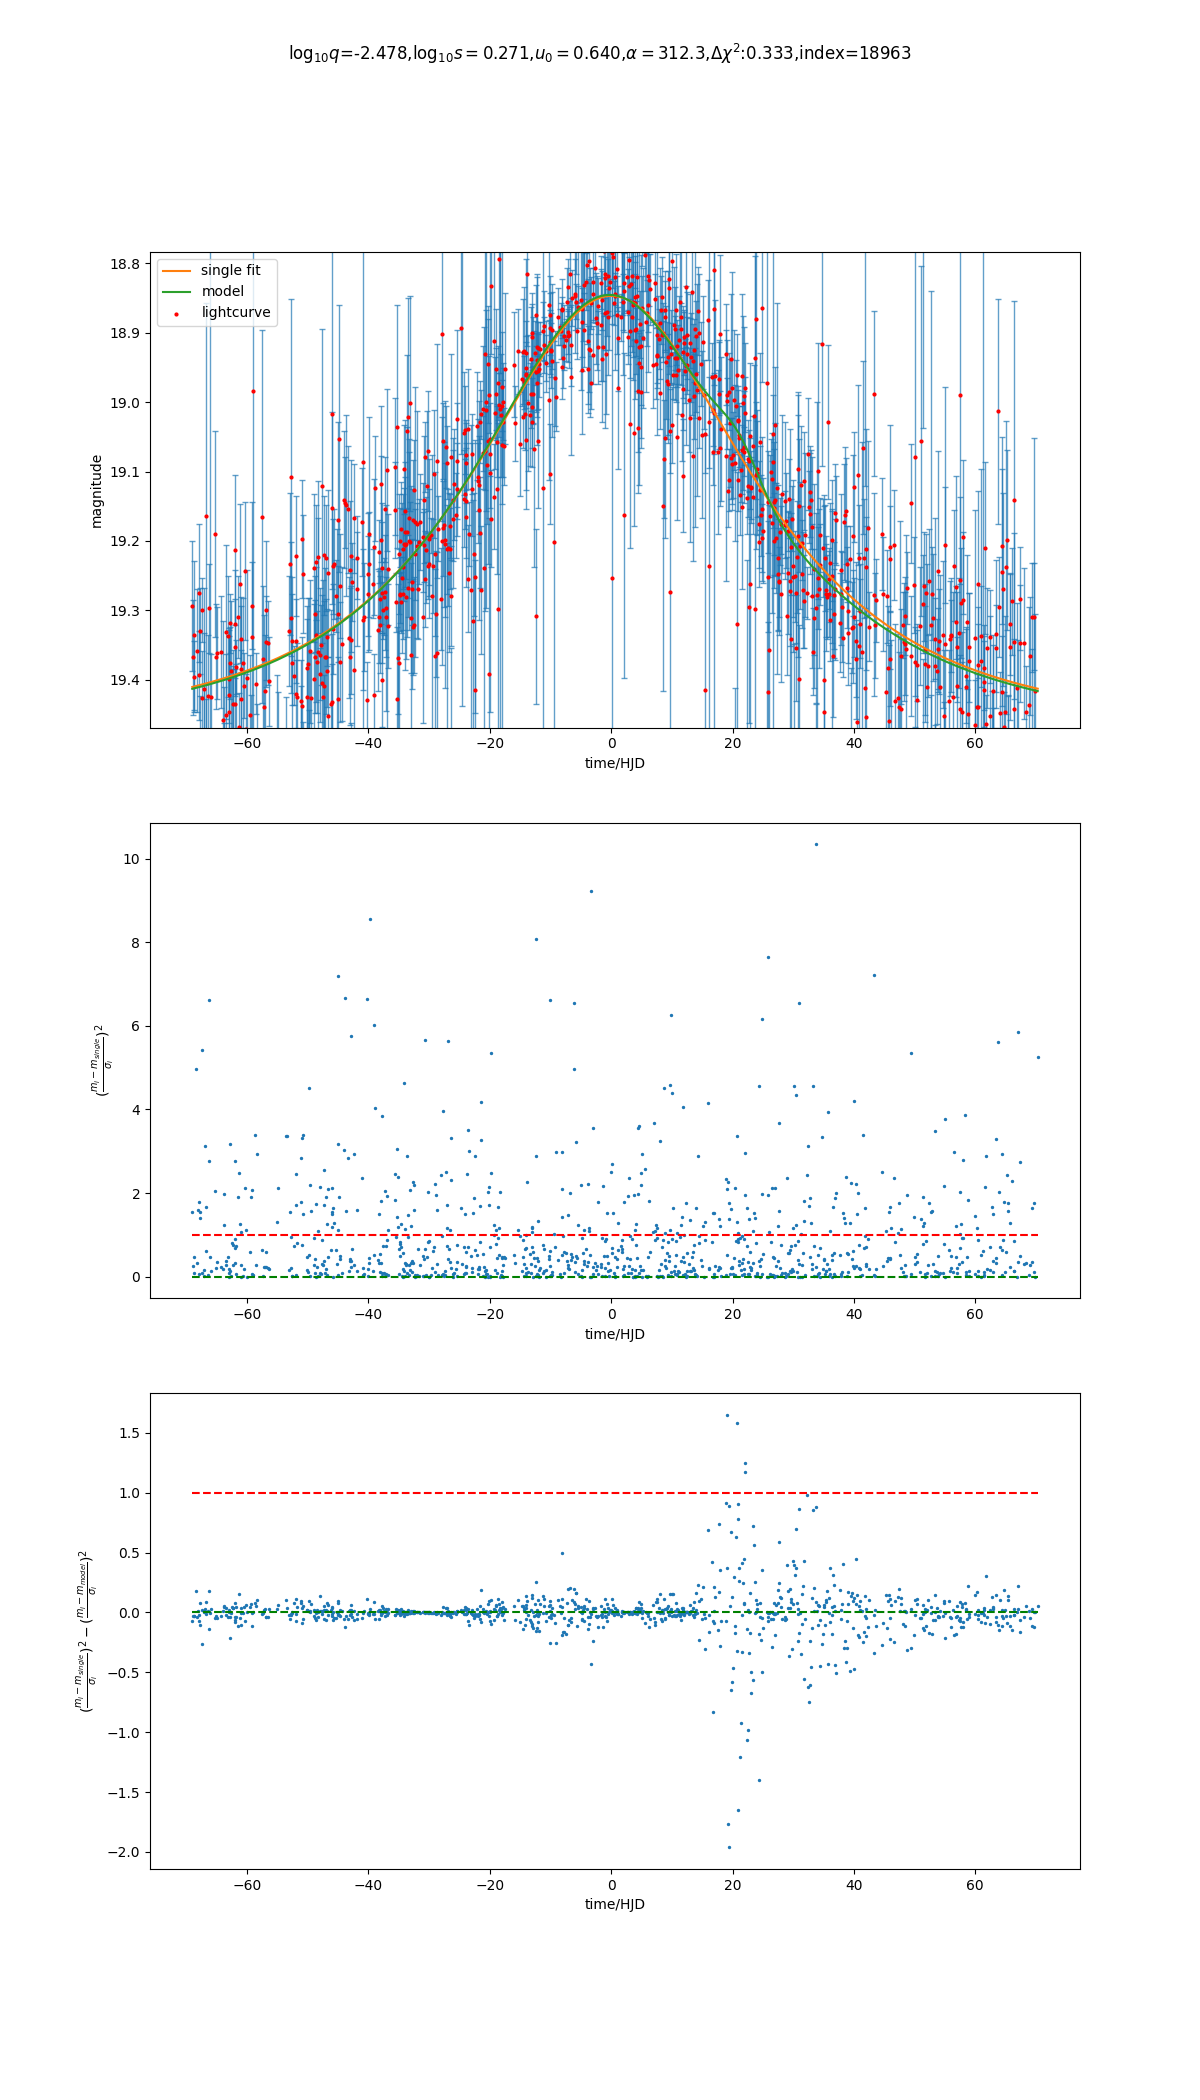 log₁₀q=-2.478,log₁₀s = 0.271,u₀ = 0.640,α = 312.3,Δχ²:0.333,index=18963
single fit
model
lightcurve
18.8
18.9
19.0
19.1
19.2
19.3
19.4
magnitude
−60 −40 −20 0 20 40 60
time/HJD
10
8
6
4
2
0
((mᵢ − m_single)/σᵢ)²
−60 −40 −20 0 20 40 60
time/HJD
1.5
1.0
0.5
0.0
−0.5
−1.0
−1.5
−2.0
((mᵢ − m_single)/σᵢ)² − ((mᵢ − m_model)/σᵢ)²
−60 −40 −20 0 20 40 60
time/HJD